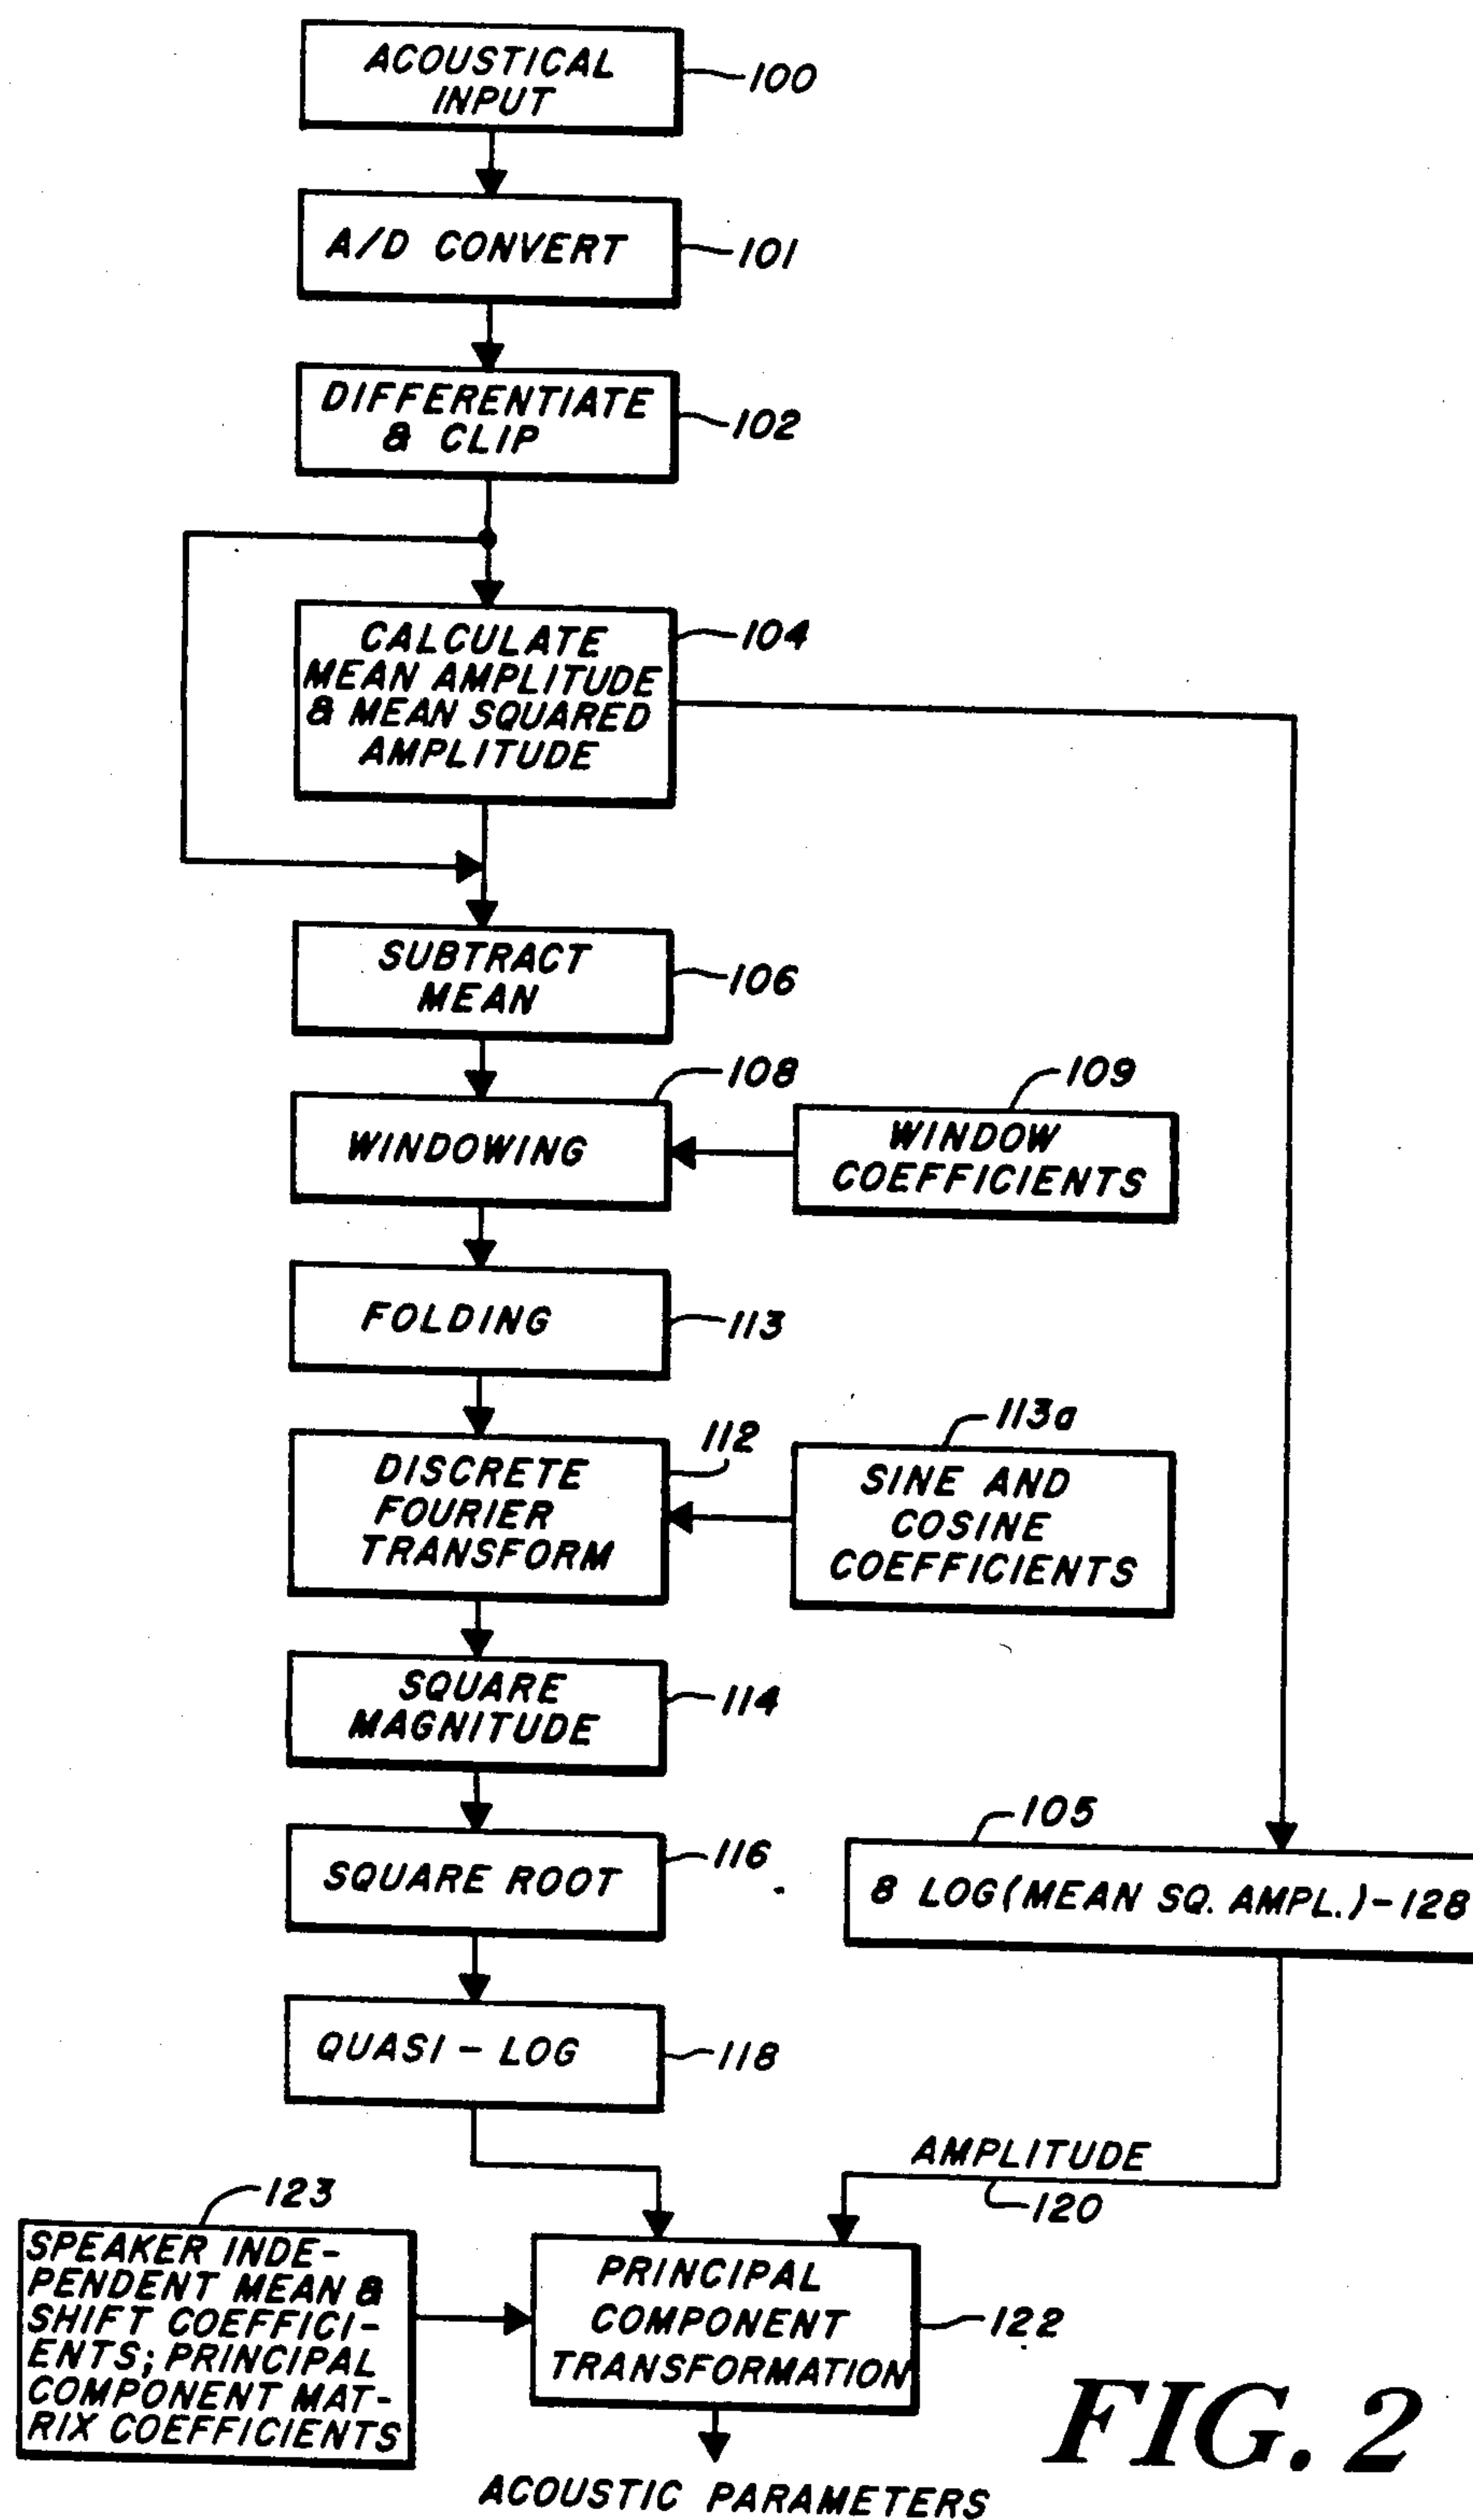 ACOUSTICAL
INPUT
100
A/D CONVERT
101
DIFFERENTIATE
& CLIP
102
CALCULATE
MEAN AMPLITUDE
& MEAN SQUARED
AMPLITUDE
104
SUBTRACT
MEAN
106
WINDOWING
108
WINDOW
COEFFICIENTS
109
FOLDING
113
DISCRETE
FOURIER
TRANSFORM
112
SINE AND
COSINE
COEFFICIENTS
113a
SQUARE
MAGNITUDE
114
SQUARE ROOT
116
105
8 LOG(MEAN SQ. AMPL.)-128
QUASI-LOG
118
AMPLITUDE
120
123
SPEAKER INDE-
PENDENT MEAN &
SHIFT COEFFICI-
ENTS; PRINCIPAL
COMPONENT MAT-
RIX COEFFICIENTS
PRINCIPAL
COMPONENT
TRANSFORMATION
122
ACOUSTIC PARAMETERS
FIG. 2